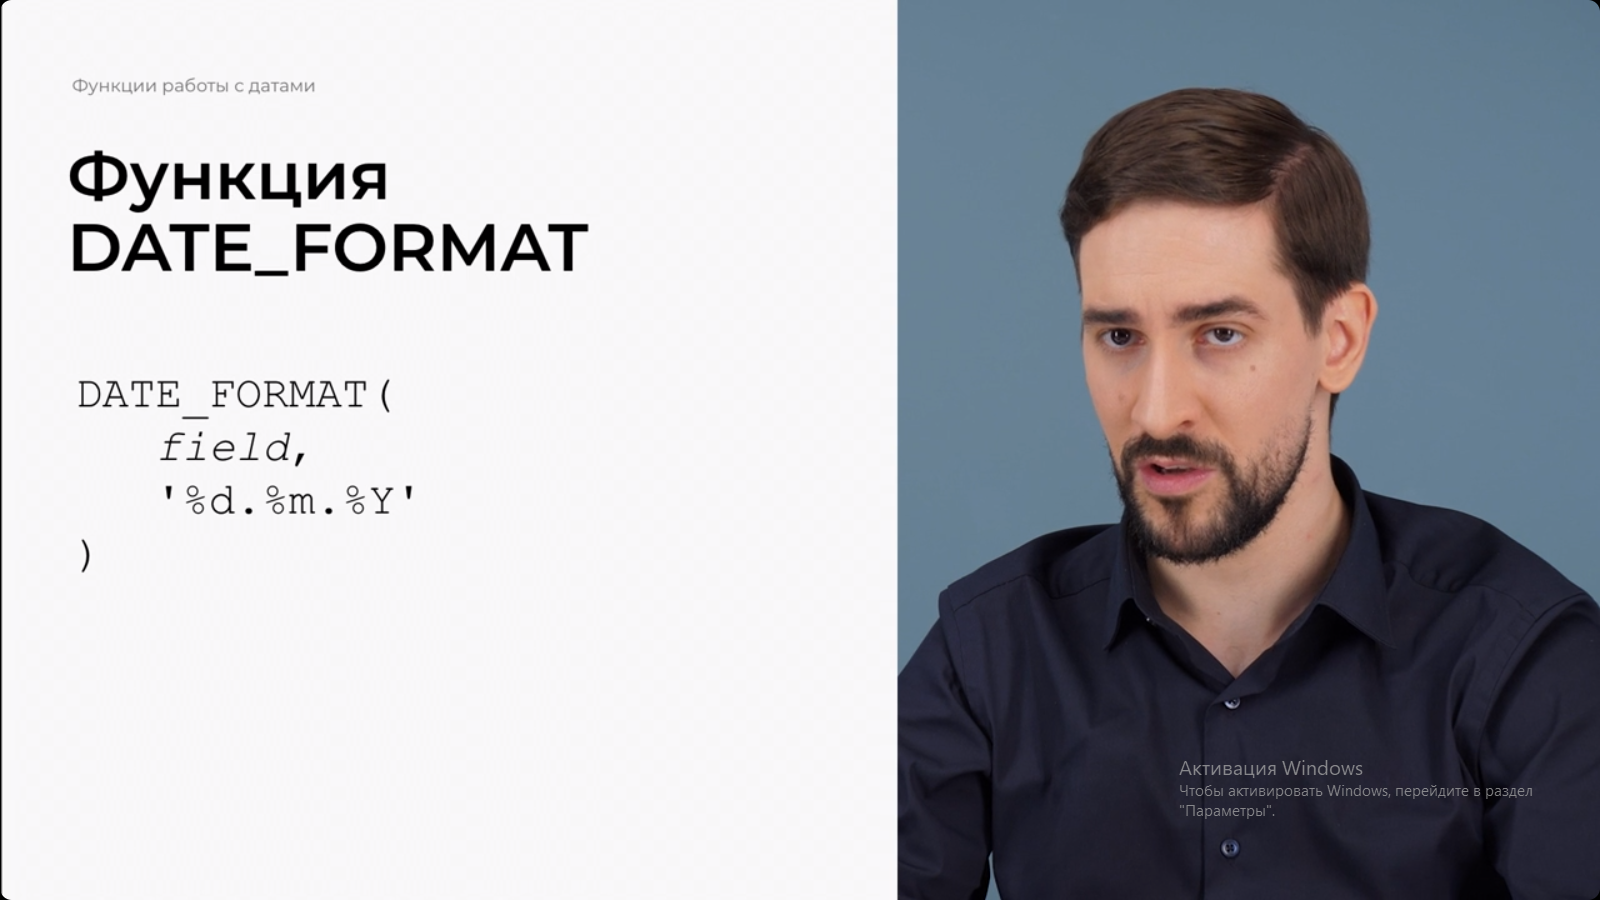 Функции работы с датами
Функция
DATE_FORMAT
DATE_FORMAT(
field,
'%d.%m.%Y'
)
Активация Windows
Чтобы активировать Windows, перейдите в раздел
"Параметры".